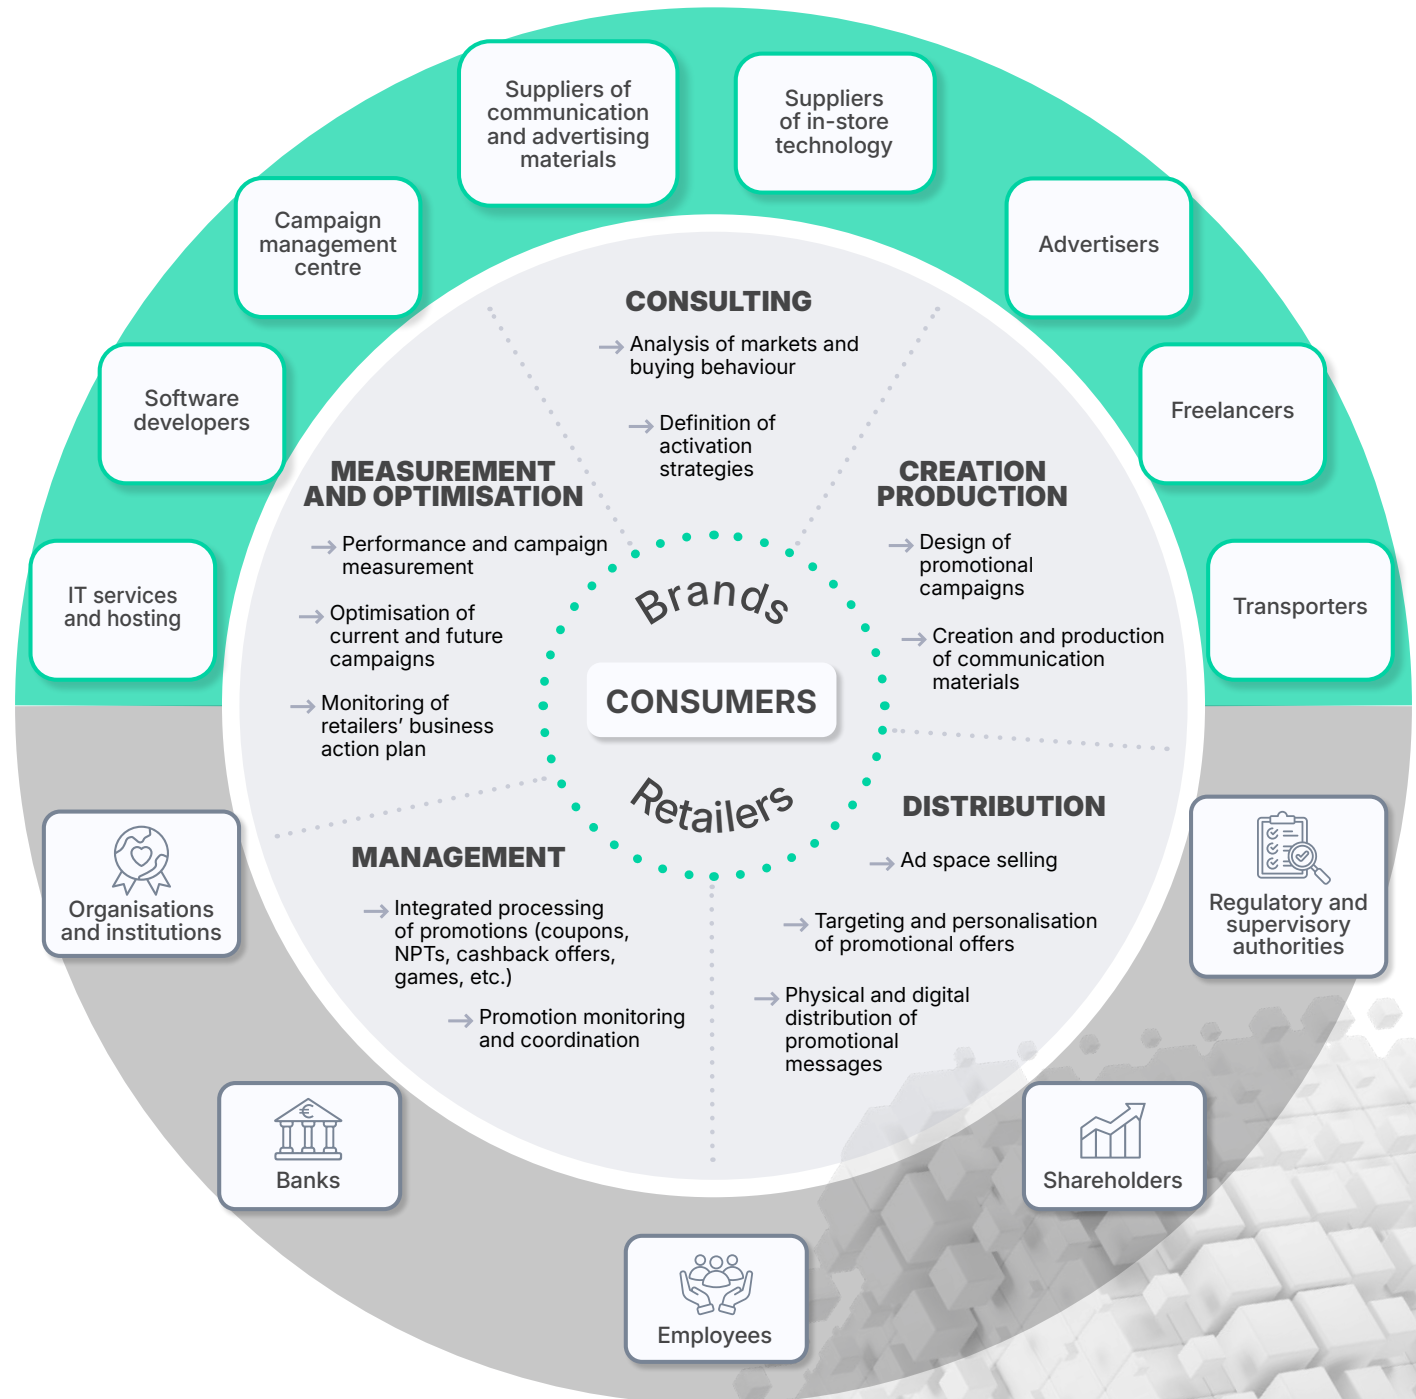 Suppliers of
communication
and advertising
materials
Suppliers
of in-store
technology
Campaign
management
centre
Advertisers
Software
developers
Freelancers
IT services
and hosting
Transporters
CONSULTING
→ Analysis of markets and
buying behaviour
→ Definition of
activation
strategies
MEASUREMENT
AND OPTIMISATION
→ Performance and campaign
measurement
→ Optimisation of
current and future
campaigns
→ Monitoring of
retailers’ business
action plan
CREATION
PRODUCTION
→ Design of
promotional
campaigns
→ Creation and production
of communication
materials
Brands
CONSUMERS
Retailers
MANAGEMENT
→ Integrated processing
of promotions (coupons,
NPTs, cashback offers,
games, etc.)
→ Promotion monitoring
and coordination
DISTRIBUTION
→ Ad space selling
→ Targeting and personalisation
of promotional offers
→ Physical and digital
distribution of
promotional
messages
Organisations
and institutions
Regulatory and
supervisory
authorities
€
Banks
Shareholders
Employees